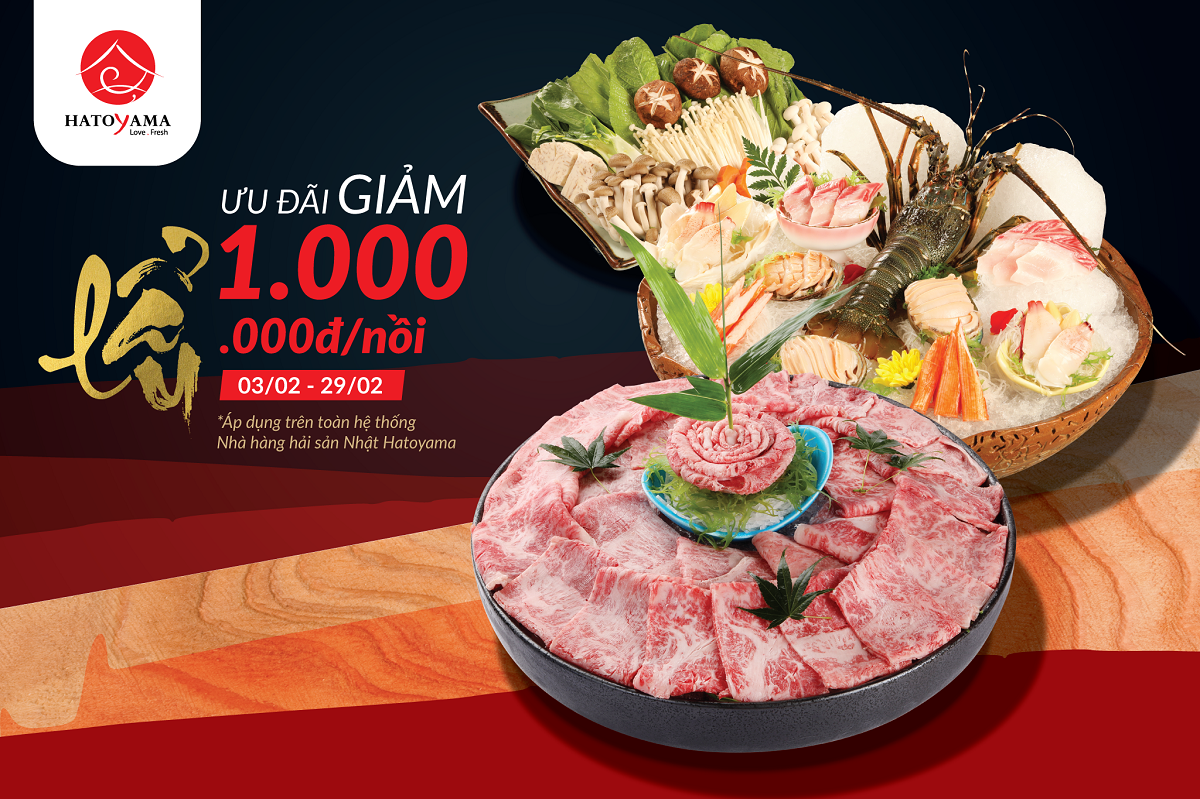 HATOYAMA
Love . Fresh
ƯU ĐÃI GIẢM
lẩu
1.000
.000đ/nồi
03/02 - 29/02
*Áp dụng trên toàn hệ thống
Nhà hàng hải sản Nhật Hatoyama